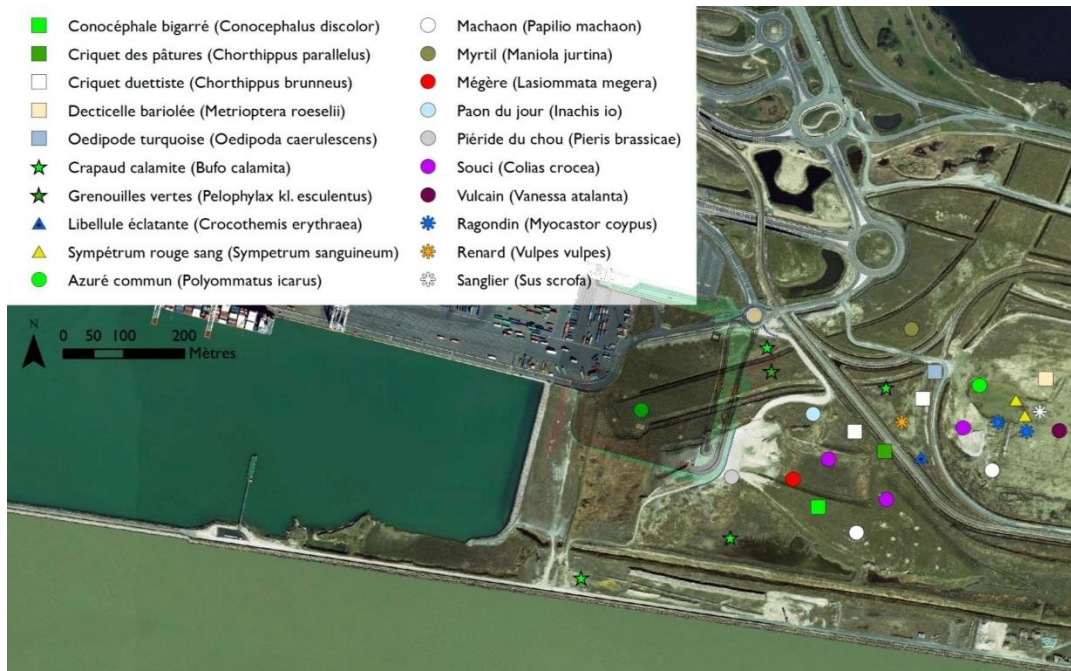 Conocéphale bigarré (Conocephalus discolor)
Criquet des pâtures (Chorthippus parallelus)
Criquet duettiste (Chorthippus brunneus)
Decticelle bariolée (Metrioptera roeselii)
Oedipode turquoise (Oedipoda caerulescens)
Crapaud calamite (Bufo calamita)
Grenouilles vertes (Pelophylax kl. esculentus)
Libellule éclatante (Crocothemis erythraea)
Sympétrum rouge sang (Sympetrum sanguineum)
Azuré commun (Polyommatus icarus)
Machaon (Papilio machaon)
Myrtil (Maniola jurtina)
Mégère (Lasiommata megera)
Paon du jour (Inachis io)
Piéride du chou (Pieris brassicae)
Souci (Colias crocea)
Vulcain (Vanessa atalanta)
Ragondin (Myocastor coypus)
Renard (Vulpes vulpes)
Sanglier (Sus scrofa)
N
0 50 100 200
Mètres